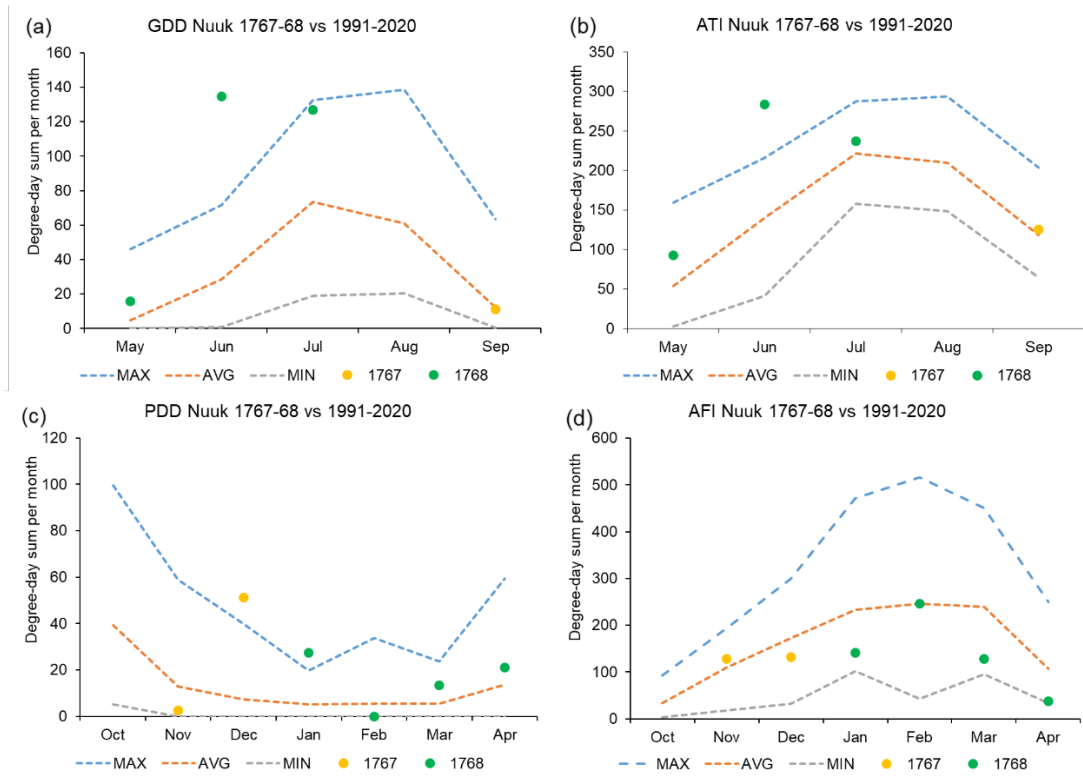 (a) GDD Nuuk 1767-68 vs 1991-2020
Degree-day sum per month
160
140
120
100
80
60
40
20
0
May Jun Jul Aug Sep
MAX AVG MIN 1767 1768
(b) ATI Nuuk 1767-68 vs 1991-2020
Degree-day sum per month
350
300
250
200
150
100
50
0
May Jun Jul Aug Sep
MAX AVG MIN 1767 1768
(c) PDD Nuuk 1767-68 vs 1991-2020
Degree-day sum per month
120
100
80
60
40
20
0
Oct Nov Dec Jan Feb Mar Apr
MAX AVG MIN 1767 1768
(d) AFI Nuuk 1767-68 vs 1991-2020
Degree-day sum per month
600
500
400
300
200
100
0
Oct Nov Dec Jan Feb Mar Apr
MAX AVG MIN 1767 1768